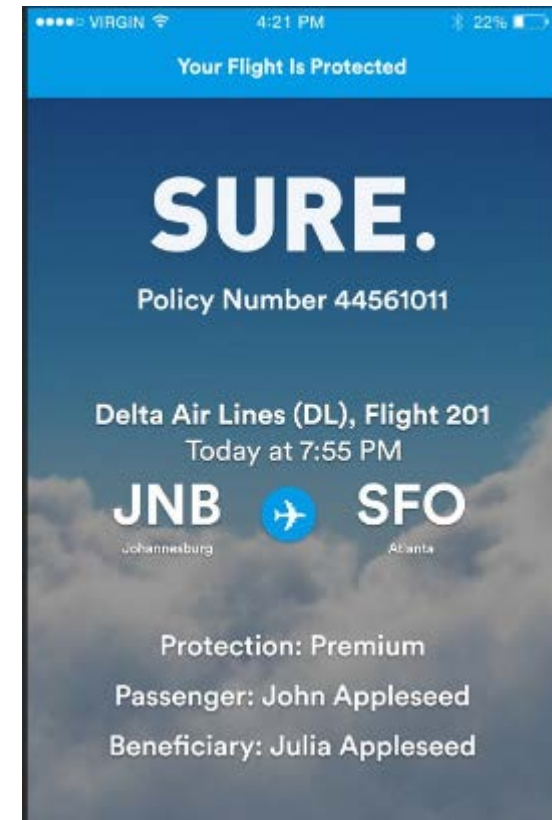 VIRGIN 4:21 PM 22%
Your Flight Is Protected
SURE.
Policy Number 44561011
Delta Air Lines (DL), Flight 201
Today at 7:55 PM
JNB SFO
Johannesburg Atlanta
Protection: Premium
Passenger: John Appleseed
Beneficiary: Julia Appleseed